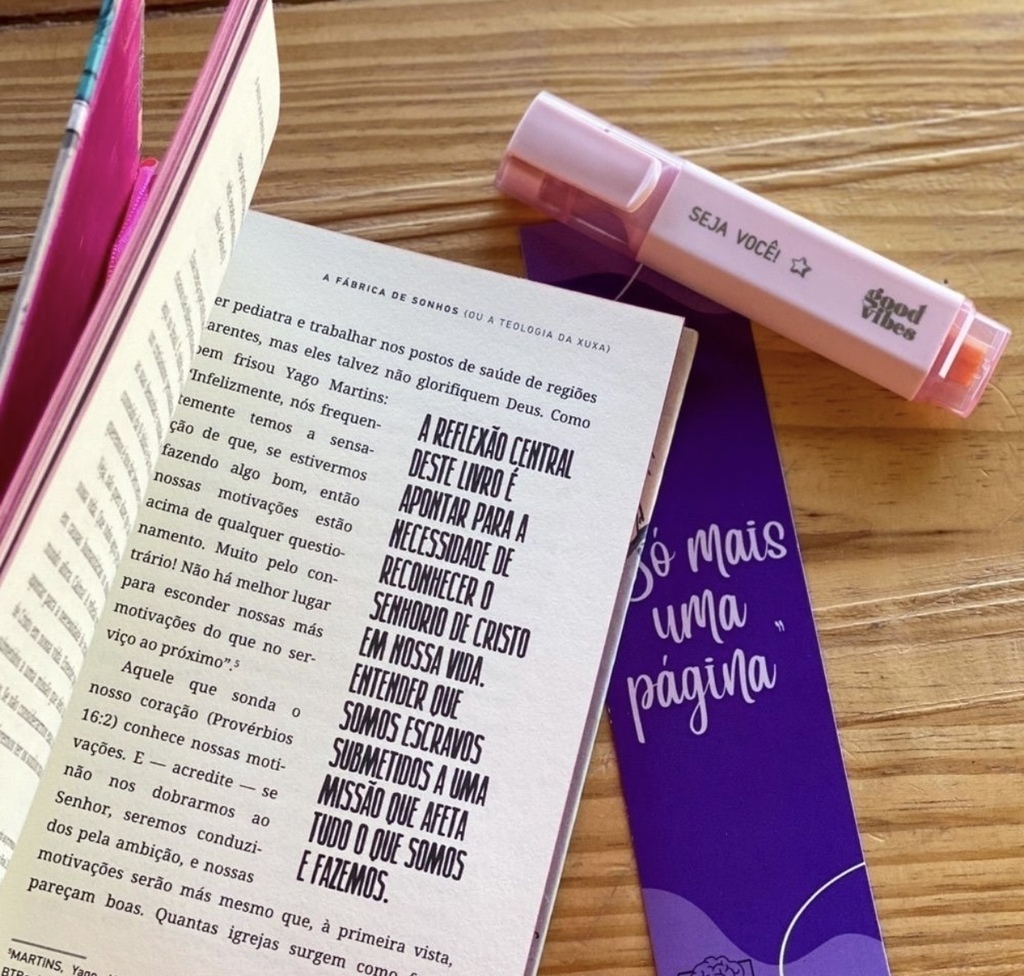 A FÁBRICA DE SONHOS (OU A TEOLOGIA DA XUXA)
er pediatra e trabalhar nos postos de saúde de regiões
arentes, mas eles talvez não glorifiquem Deus. Como
bem frisou Yago Martins:
"Infelizmente, nós frequen-
temente temos a sensa-
ção de que, se estivermos
fazendo algo bom, então
nossas motivações estão
acima de qualquer questio-
namento. Muito pelo con-
trário! Não há melhor lugar
para esconder nossas más
motivações do que no ser-
viço ao próximo".⁵
Aquele que sonda o
nosso coração (Provérbios
16:2) conhece nossas moti-
vações. E — acredite — se
não nos dobrarmos ao
Senhor, seremos conduzi-
dos pela ambição, e nossas
motivações serão más mesmo que, à primeira vista,
pareçam boas. Quantas igrejas surgem como
A REFLEXÃO CENTRAL
DESTE LIVRO É
APONTAR PARA A
NECESSIDADE DE
RECONHECER O
SENHORIO DE CRISTO
EM NOSSA VIDA.
ENTENDER QUE
SOMOS ESCRAVOS
SUBMETIDOS A UMA
MISSÃO QUE AFETA
TUDO O QUE SOMOS
E FAZEMOS.
⁵MARTINS, Yago
SEJA VOCÊ!
good
vibes
Só mais
uma
página
"